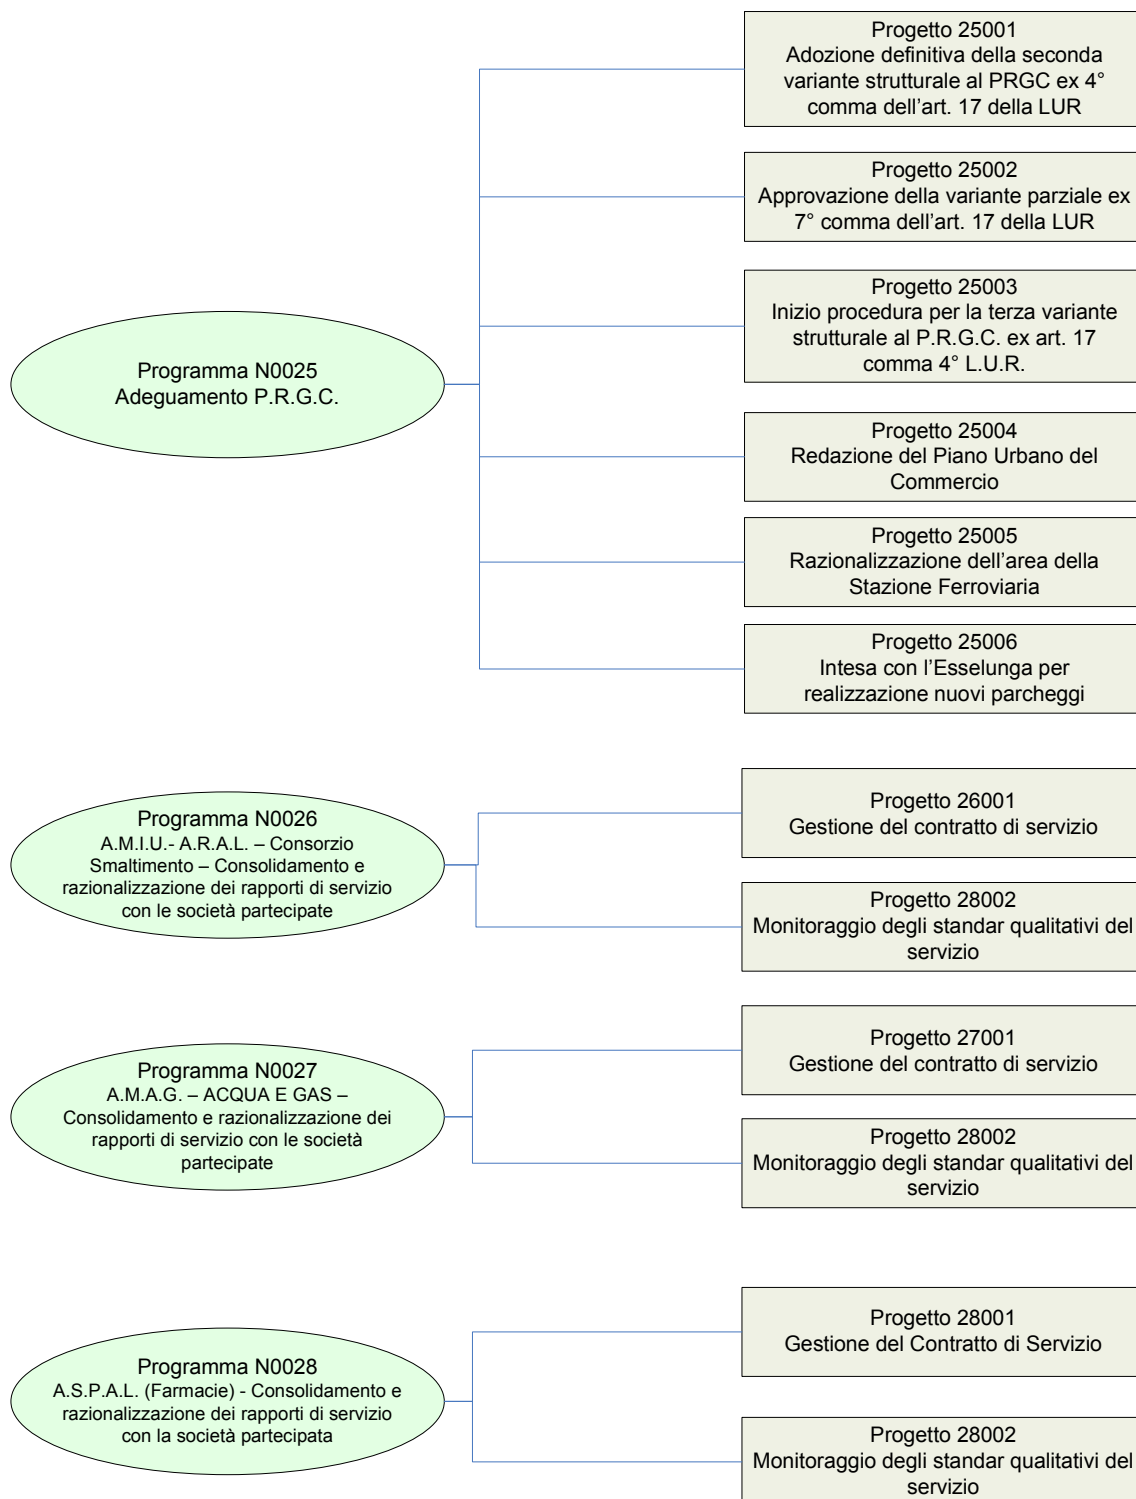 Programma N0025
Adeguamento P.R.G.C.
Progetto 25001
Adozione definitiva della seconda
variante strutturale al PRGC ex 4°
comma dell'art. 17 della LUR
Progetto 25002
Approvazione della variante parziale ex
7° comma dell'art. 17 della LUR
Progetto 25003
Inizio procedura per la terza variante
strutturale al P.R.G.C. ex art. 17
comma 4° L.U.R.
Progetto 25004
Redazione del Piano Urbano del
Commercio
Progetto 25005
Razionalizzazione dell'area della
Stazione Ferroviaria
Progetto 25006
Intesa con l'Esselunga per
realizzazione nuovi parcheggi
Programma N0026
A.M.I.U.- A.R.A.L. – Consorzio
Smaltimento – Consolidamento e
razionalizzazione dei rapporti di servizio
con le società partecipate
Progetto 26001
Gestione del contratto di servizio
Progetto 28002
Monitoraggio degli standar qualitativi del
servizio
Programma N0027
A.M.A.G. – ACQUA E GAS –
Consolidamento e razionalizzazione dei
rapporti di servizio con le società
partecipate
Progetto 27001
Gestione del contratto di servizio
Progetto 28002
Monitoraggio degli standar qualitativi del
servizio
Programma N0028
A.S.P.A.L. (Farmacie) - Consolidamento e
razionalizzazione dei rapporti di servizio
con la società partecipata
Progetto 28001
Gestione del Contratto di Servizio
Progetto 28002
Monitoraggio degli standar qualitativi del
servizio